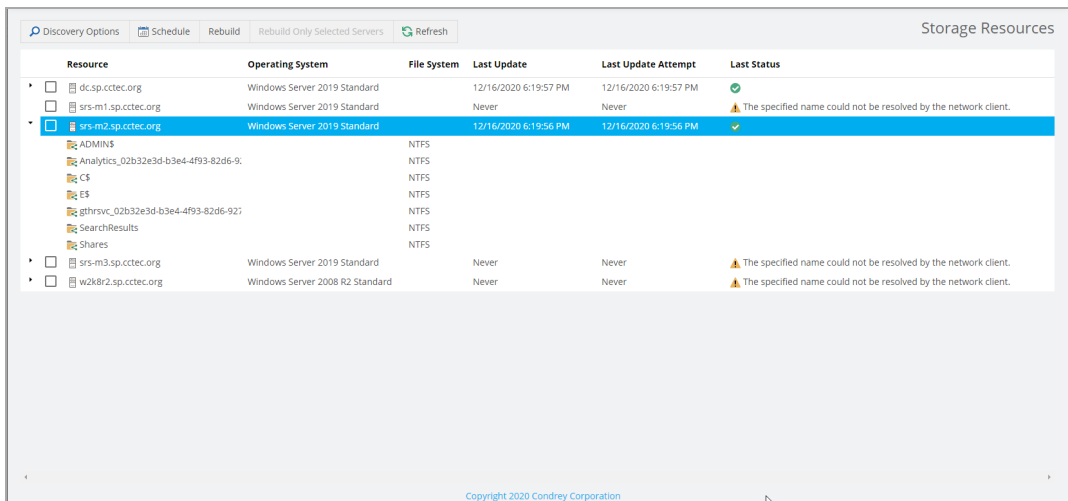 Discovery Options Schedule Rebuild Rebuild Only Selected Servers Refresh Storage Resources
Resource Operating System File System Last Update Last Update Attempt Last Status
dc.sp.cctec.org Windows Server 2019 Standard 12/16/2020 6:19:57 PM 12/16/2020 6:19:57 PM
srs-m1.sp.cctec.org Windows Server 2019 Standard Never Never The specified name could not be resolved by the network client.
srs-m2.sp.cctec.org Windows Server 2019 Standard 12/16/2020 6:19:56 PM 12/16/2020 6:19:56 PM
ADMIN$ NTFS
Analytics_02b32e3d-b3e4-4f93-82d6-9 NTFS
C$ NTFS
E$ NTFS
gthrsvc_02b32e3d-b3e4-4f93-82d6-927 NTFS
SearchResults NTFS
Shares NTFS
srs-m3.sp.cctec.org Windows Server 2019 Standard Never Never The specified name could not be resolved by the network client.
w2k8r2.sp.cctec.org Windows Server 2008 R2 Standard Never Never The specified name could not be resolved by the network client.
Copyright 2020 Condrey Corporation